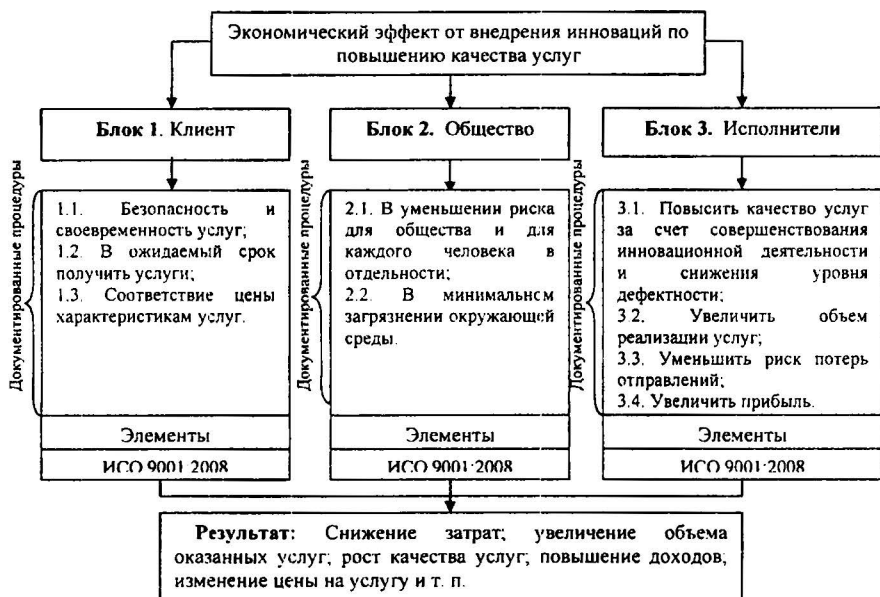 Экономический эффект от внедрения инноваций по
повышению качества услуг
Блок 1. Клиент
Документированные процедуры
1.1. Безопасность и
своевременность услуг;
1.2. В ожидаемый срок
получить услуги;
1.3. Соответствие цены
характеристикам услуг.
Элементы
ИСО 9001:2008
Блок 2. Общество
Документированные процедуры
2.1. В уменьшении риска
для общества и для
каждого человека в
отдельности;
2.2. В минимальном
загрязнении окружающей
среды.
Элементы
ИСО 9001:2008
Блок 3. Исполнители
Документированные процедуры
3.1. Повысить качество услуг
за счет совершенствования
инновационной деятельности
и снижения уровня
дефектности;
3.2. Увеличить объем
реализации услуг;
3.3. Уменьшить риск потерь
отправлений;
3.4. Увеличить прибыль.
Элементы
ИСО 9001:2008
Результат: Снижение затрат; увеличение объема
оказанных услуг; рост качества услуг; повышение доходов;
изменение цены на услугу и т. п.